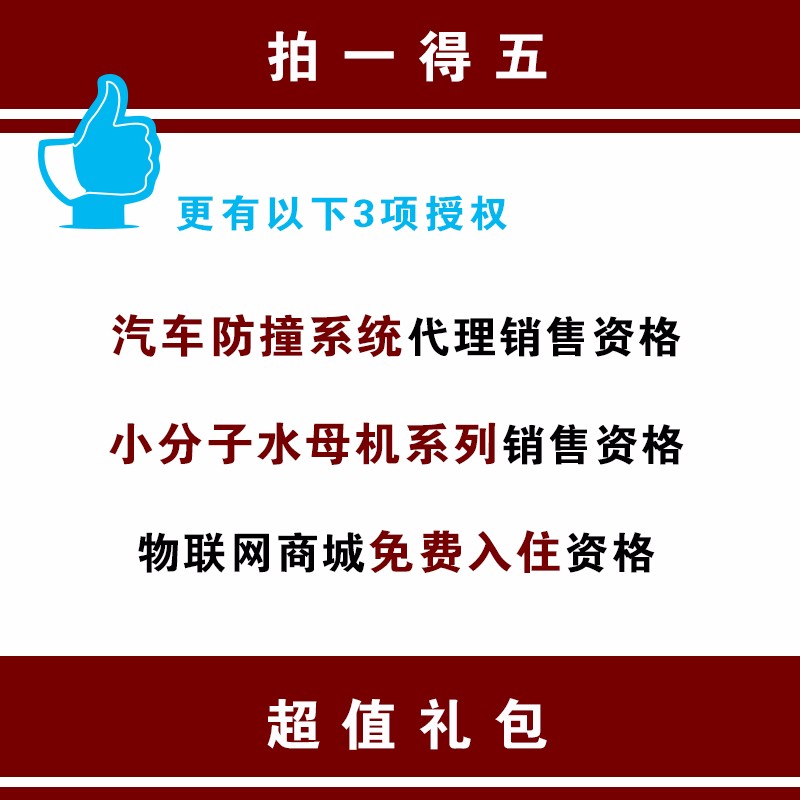 拍一得五
更有以下3项授权
汽车防撞系统代理销售资格
小分子水母机系列销售资格
物联网商城免费入住资格
超值礼包